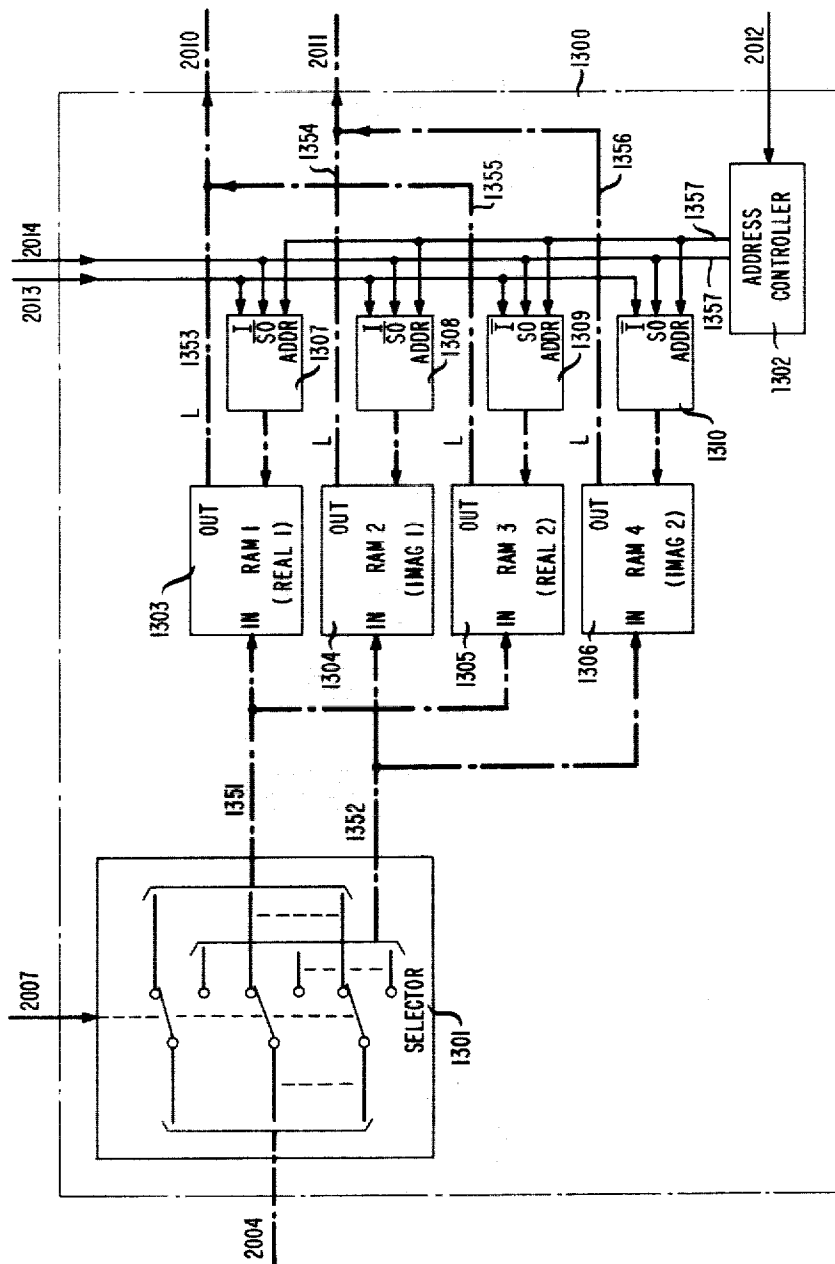 2007
2013
2014
2004
SELECTOR
1301
1351
1352
1303
OUT
RAM 1
IN
(REAL 1)
1304
OUT
RAM 2
(IMAG 1)
1305
OUT
RAM 3
IN
(REAL 2)
1306
OUT
RAM 4
IN
(IMAG 2)
L
1353
L
1354
L
1355
L
1356
I
SO
ADDR
1307
I
SO
ADDR
1308
I
SO
ADDR
1309
I
SO
ADDR
1310
1357
1357
ADDRESS
CONTROLLER
1302
2010
2011
1300
2012